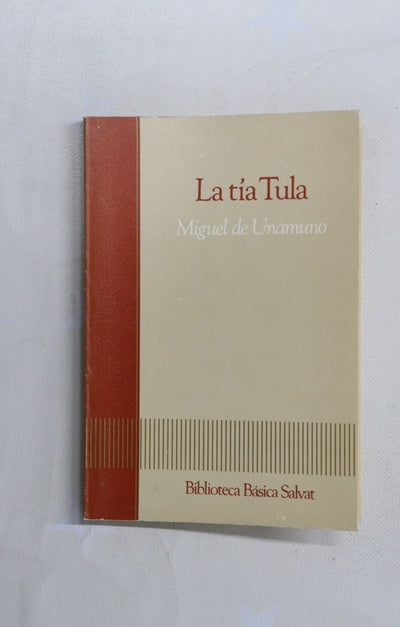 La tía Tula
Miguel de Unamuno
Biblioteca Básica Salvat